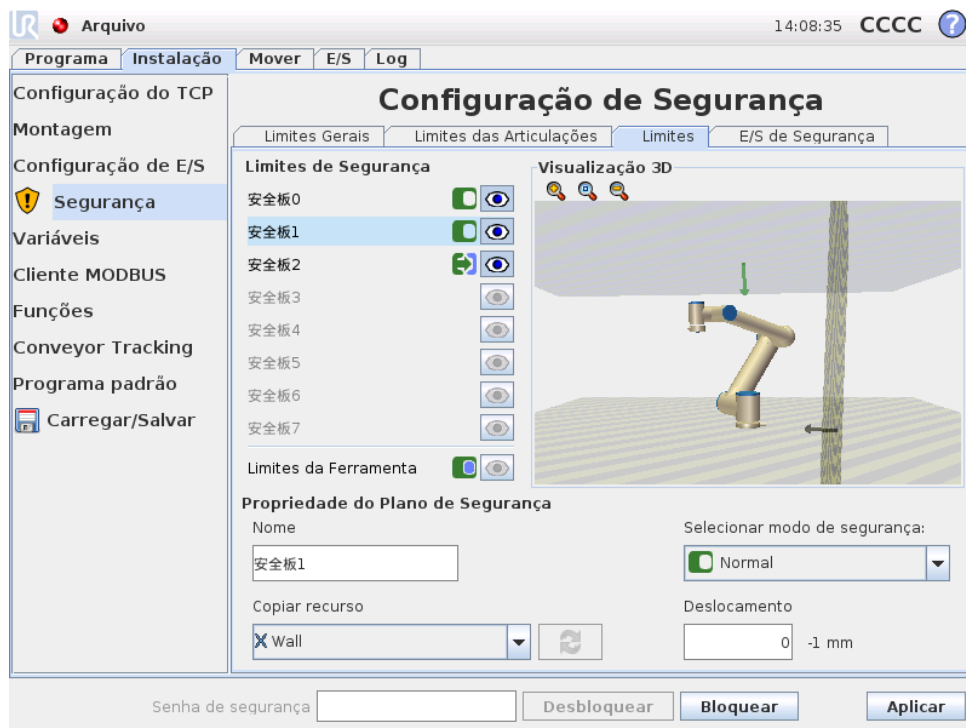 UR Arquivo 14:08:35 CCCC ?
Programa Instalação Mover E/S Log
Configuração do TCP
Montagem
Configuração de E/S
Segurança
Variáveis
Cliente MODBUS
Funções
Conveyor Tracking
Programa padrão
Carregar/Salvar
Configuração de Segurança
Limites Gerais Limites das Articulações Limites E/S de Segurança
Limites de Segurança
安全板0
安全板1
安全板2
安全板3
安全板4
安全板5
安全板6
安全板7
Limites da Ferramenta
Visualização 3D
Propriedade do Plano de Segurança
Nome
安全板1
Selecionar modo de segurança:
Normal
Copiar recurso
Wall
Deslocamento
0 -1 mm
Senha de segurança Desbloquear Bloquear Aplicar